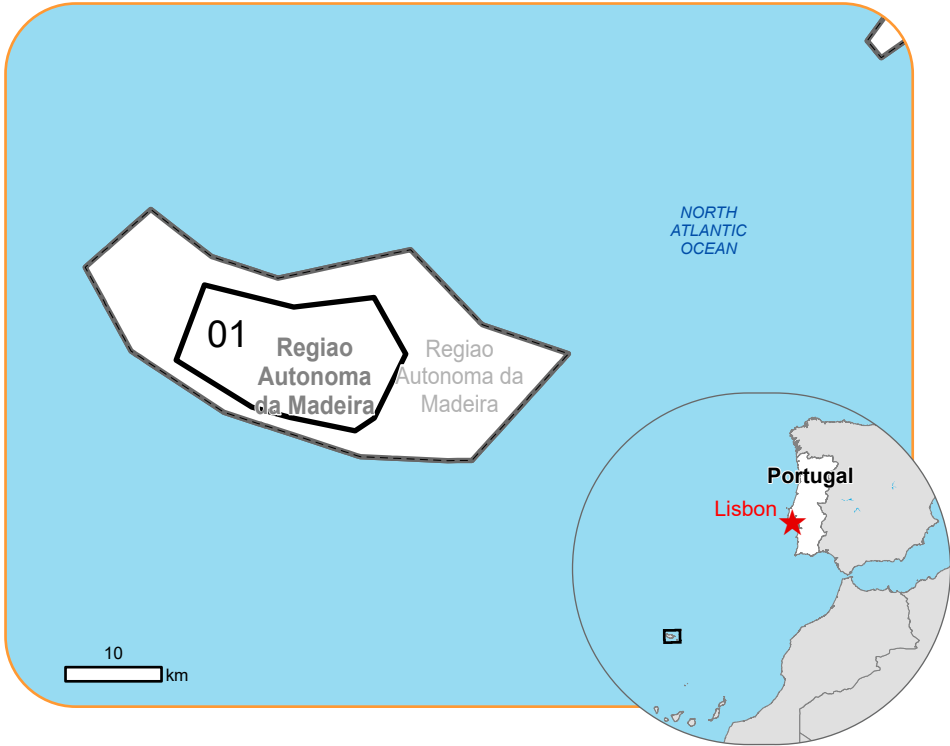 NORTH
ATLANTIC
OCEAN
01
Regiao
Autonoma
da Madeira
Regiao
Autonoma da
Madeira
Portugal
Lisbon
10
km